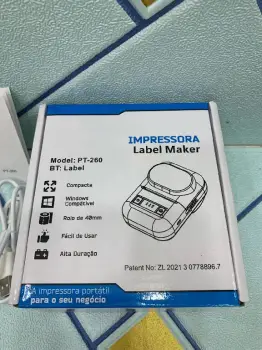 IMPRESSORA
Label Maker
Model: PT-260
BT: Label
Compacta
Windows
Compatível
Rolo de 40mm
Fácil de Usar
Alta Duração
Patent No: ZL 2021 3 0778896.7
A impressora portátil
para o seu negócio